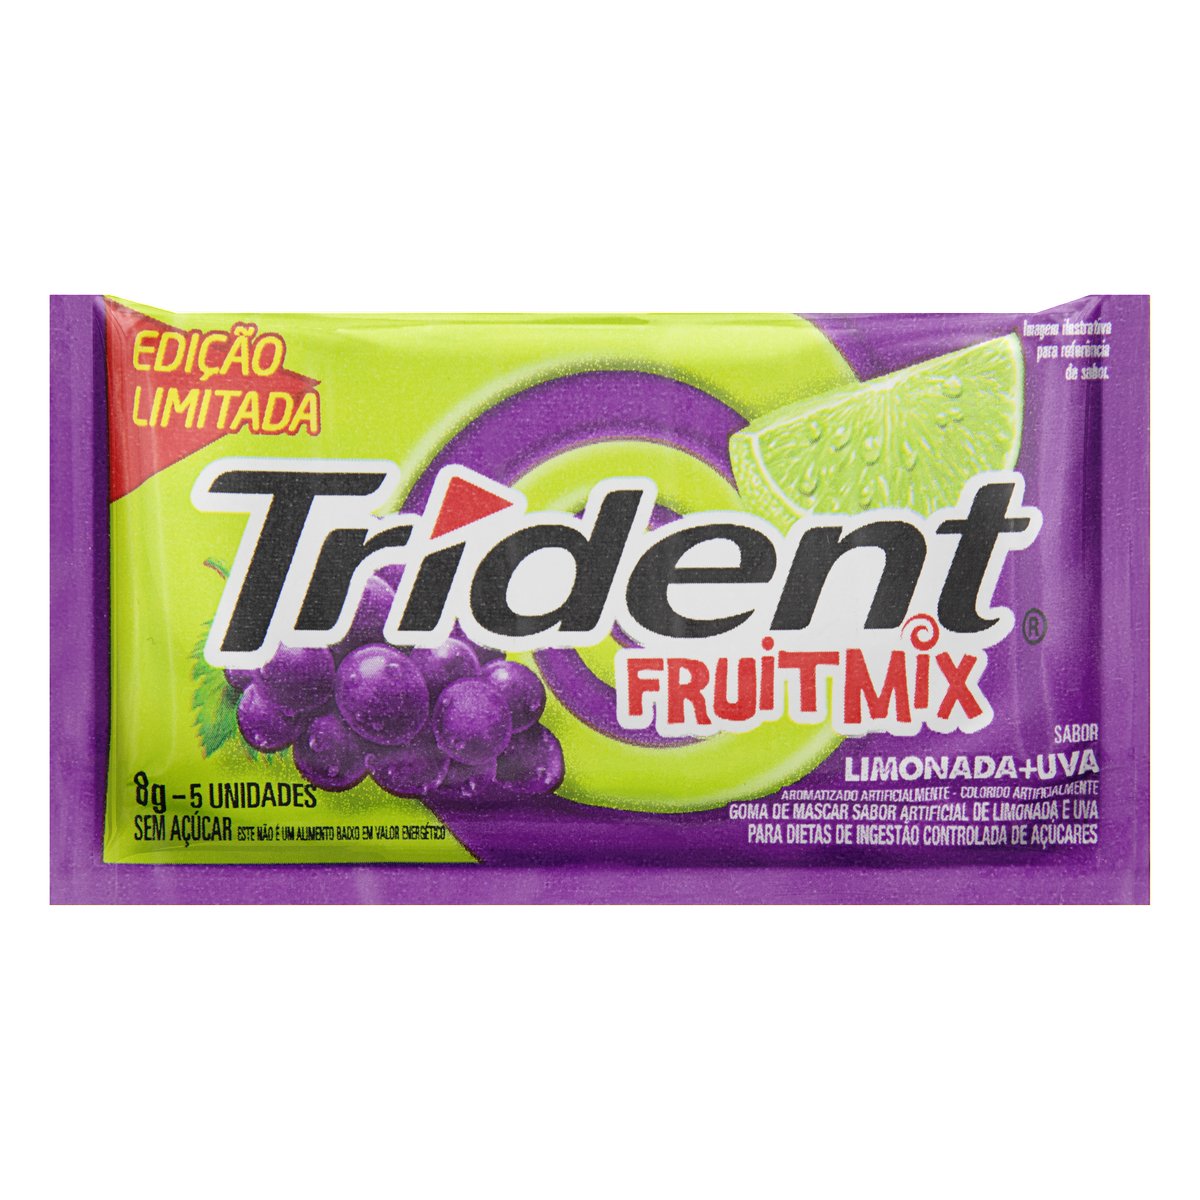 EDIÇÃO
LIMITADA
Imagem ilustrativa
para referência
de sabor.
Trident
®
FRUIT MIX
SABOR
LIMONADA+UVA
AROMATIZADO ARTIFICIALMENTE - COLORIDO ARTIFICIALMENTE
GOMA DE MASCAR SABOR ARTIFICIAL DE LIMONADA E UVA
PARA DIETAS DE INGESTÃO CONTROLADA DE AÇÚCARES
8g – 5 UNIDADES
SEM AÇÚCAR ESTE NÃO É UM ALIMENTO BAIXO EM VALOR ENERGÉTICO